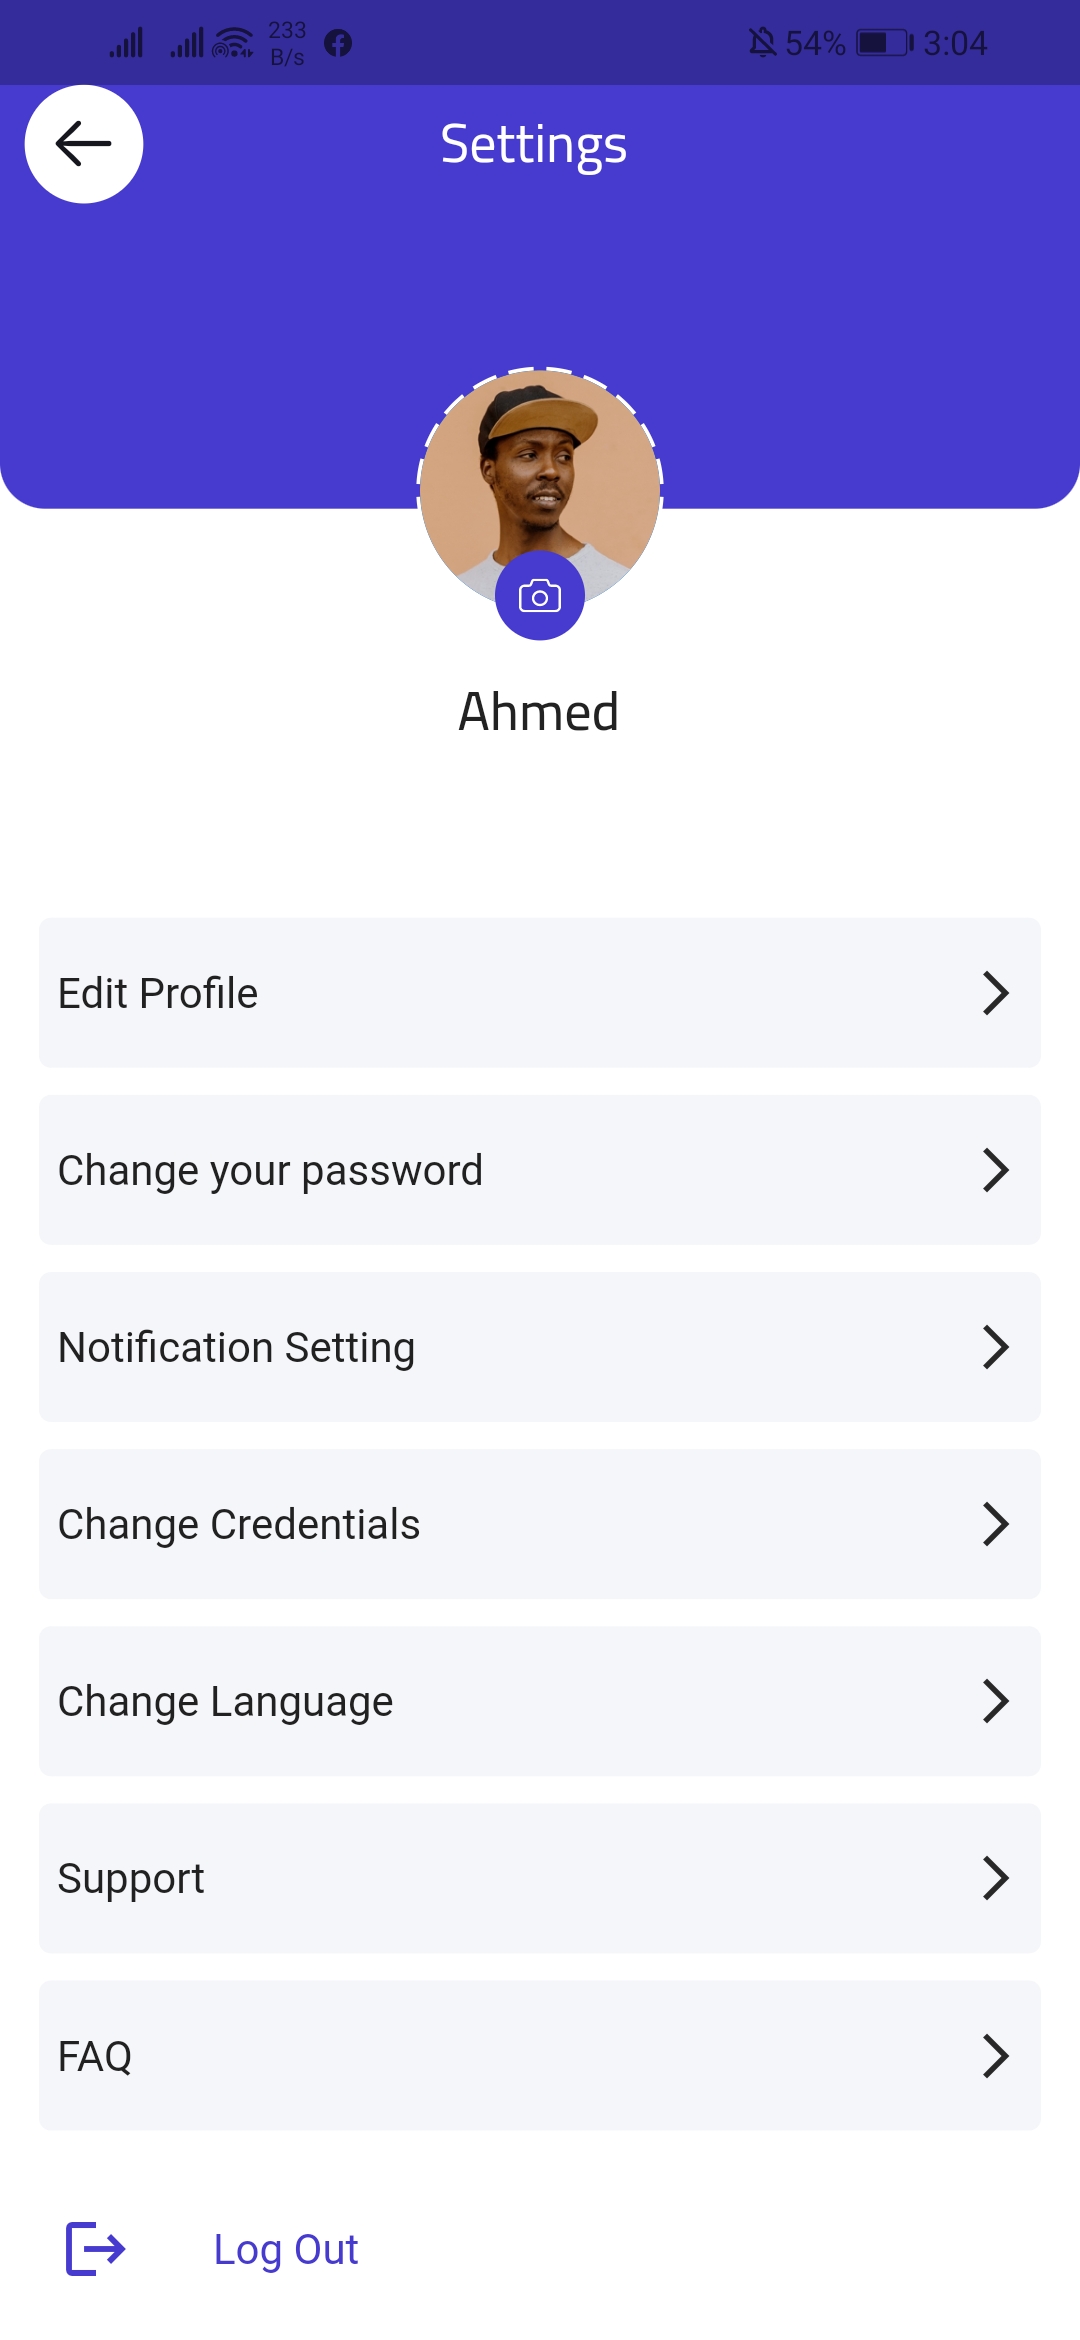 233
B/s
54%
3:04
Settings
Ahmed
Edit Profile
Change your password
Notification Setting
Change Credentials
Change Language
Support
FAQ
Log Out